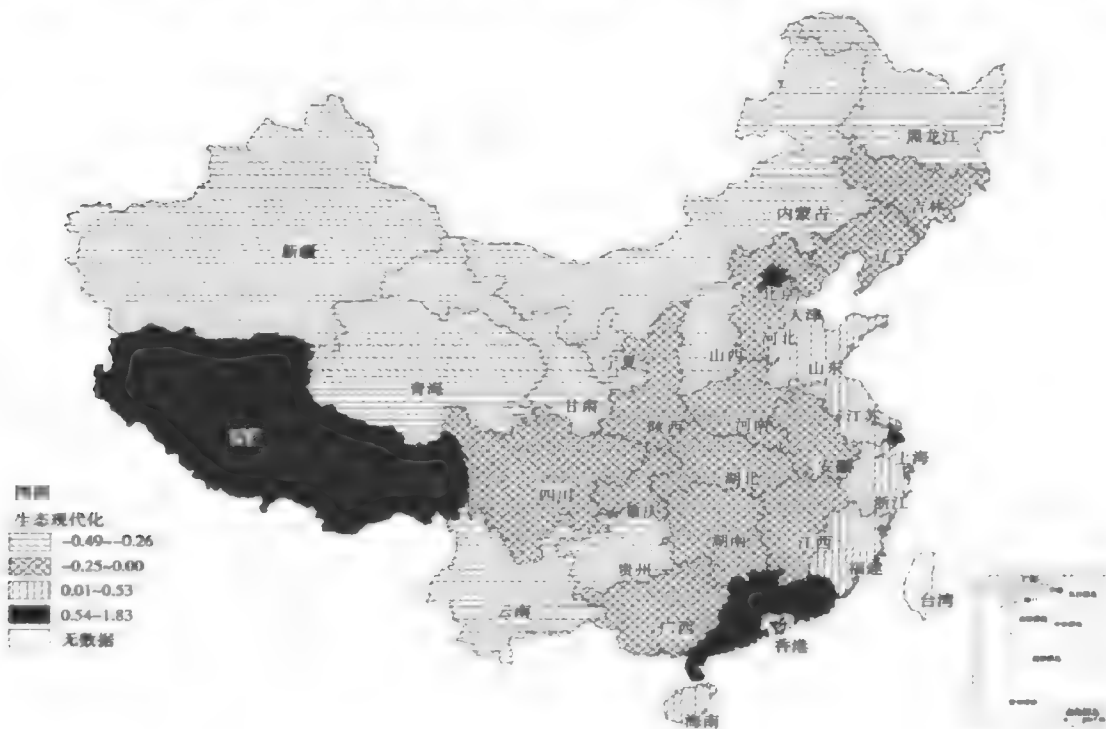 黑龙江
吉林
内蒙古
新疆
北京
天津
河北
山西
山东
青海
甘肃
夏
陕西
河南
江苏
上海
四川
湖北
重庆
浙江
湖南
江西
贵州
福建
云南
广西
台湾
香港
海南
图例
生态现代化
-0.49--0.26
-0.25~0.00
0.01~0.53
0.54~1.83
无数据